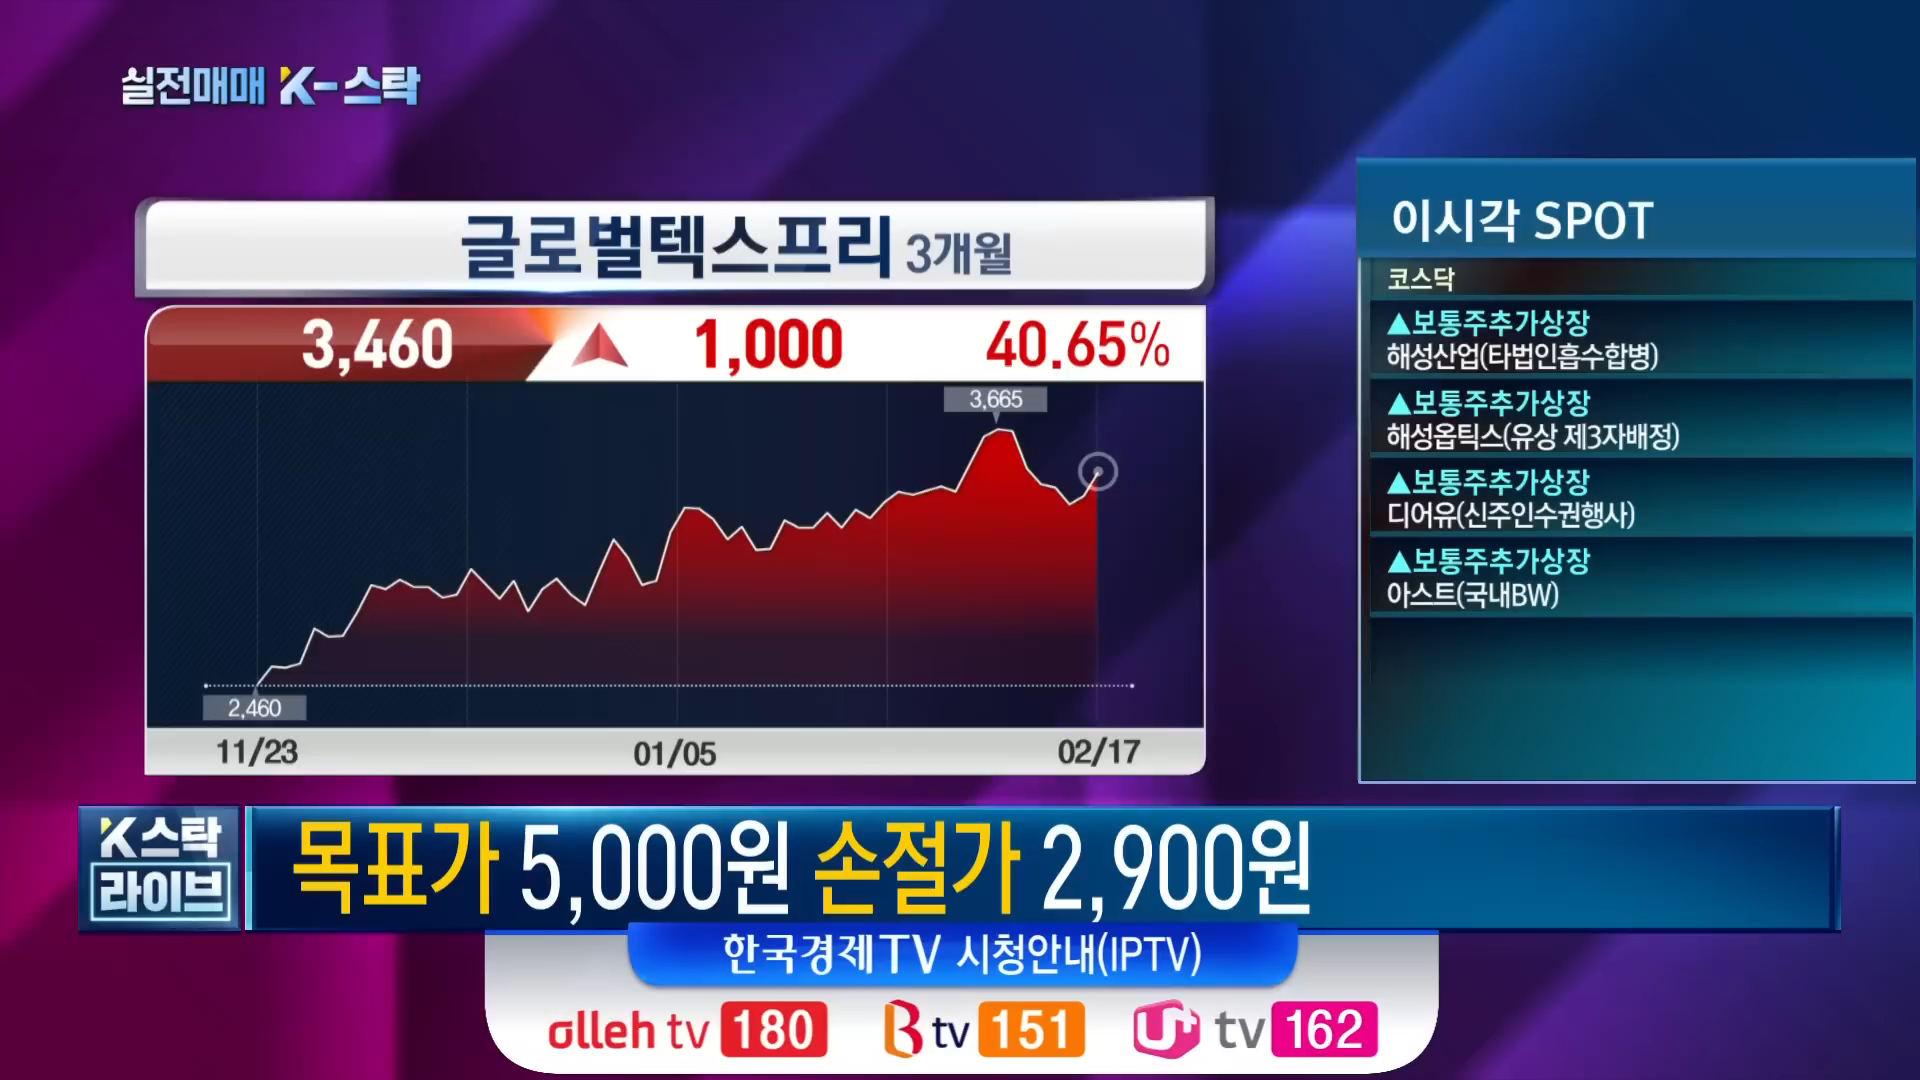 실전매매 K-스탁
글로벌텍스프리 3개월
3,460 ▲ 1,000 40.65%
3,665
2,460
11/23 01/05 02/17
이시각 SPOT
코스닥
▲보통주추가상장
해성산업(타법인흡수합병)
▲보통주추가상장
해성옵틱스(유상 제3자배정)
▲보통주추가상장
디어유(신주인수권행사)
▲보통주추가상장
아스트(국내BW)
K스탁
라이브
목표가 5,000원 손절가 2,900원
한국경제TV 시청안내(IPTV)
olleh tv 180 B tv 151 U+ tv 162